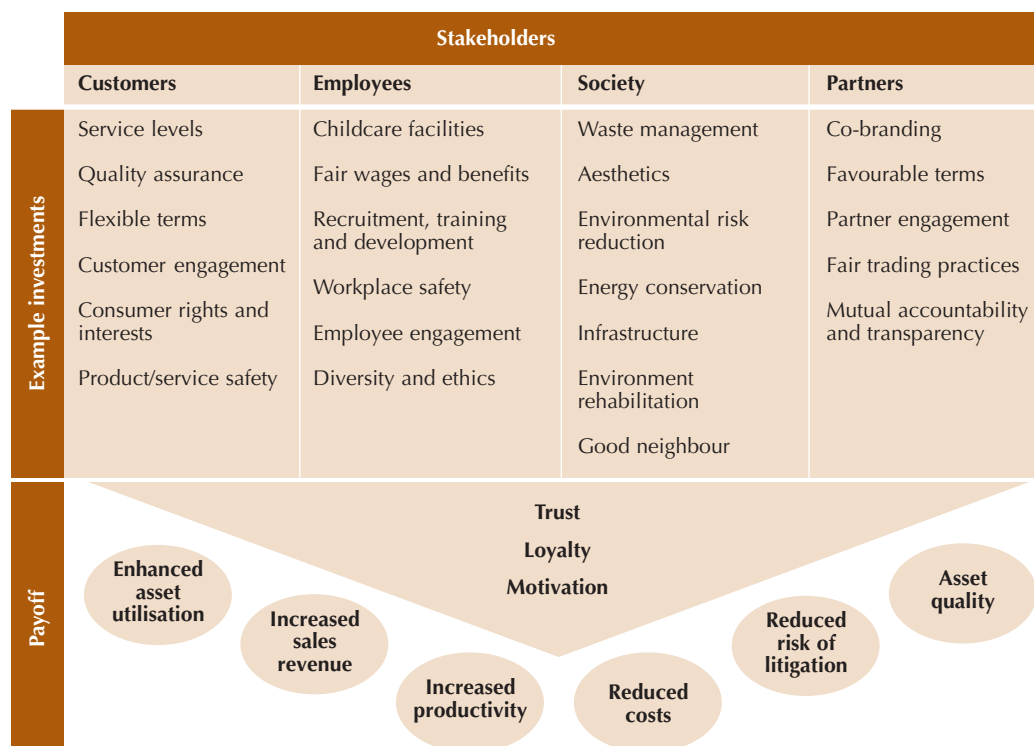 Stakeholders
Customers
Employees
Society
Partners
Example investments
Service levels
Quality assurance
Flexible terms
Customer engagement
Consumer rights and
interests
Product/service safety
Childcare facilities
Fair wages and benefits
Recruitment, training
and development
Workplace safety
Employee engagement
Diversity and ethics
Waste management
Aesthetics
Environmental risk
reduction
Energy conservation
Infrastructure
Environment
rehabilitation
Good neighbour
Co-branding
Favourable terms
Partner engagement
Fair trading practices
Mutual accountability
and transparency
Payoff
Trust
Loyalty
Motivation
Enhanced
asset
utilisation
Increased
sales
revenue
Increased
productivity
Reduced
costs
Reduced
risk of
litigation
Asset
quality